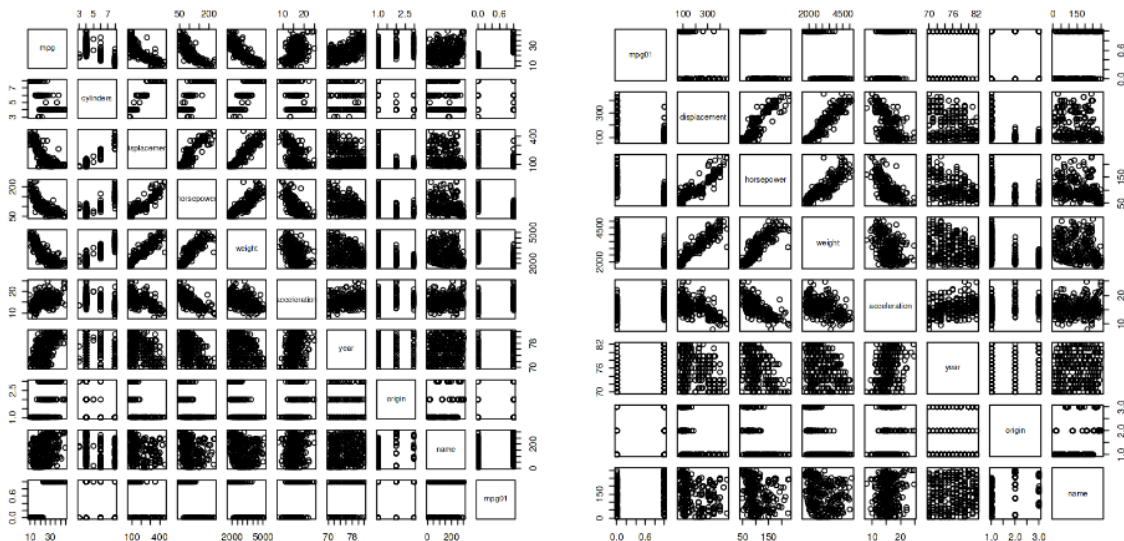 3 5 7 50 200 10 20 1.0 2.5 0.0 0.6
mpg 10 30
3 5 7 cylinders
isplacemen 100 400
50 200 horsepower
weight 2000 5000
10 20 acceleration
year 70 78
1.0 2.5 origin
name 0 200
0.0 0.6 mpg01
10 30 100 400 2000 5000 70 78 0 200
100 300 2000 4500 70 76 82 0 150
mpg01 0.0 0.6
100 300 displacement
horsepower 50 150
2000 4500 weight
acceleration 10 20
70 76 82 year
origin 1.0 2.0 3.0
0 150 name
0.0 0.6 50 150 10 20 1.0 2.0 3.0